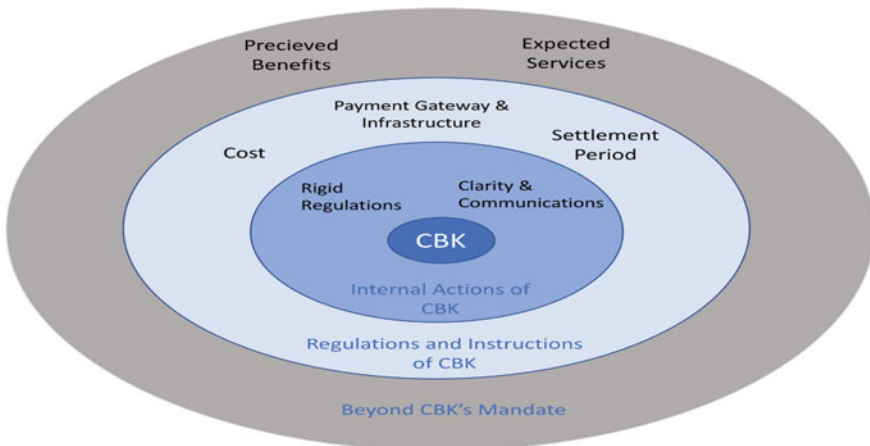 Precieved
Benefits
Expected
Services
Payment Gateway &
Infrastructure
Cost
Settlement
Period
Rigid
Regulations
Clarity &
Communications
CBK
Internal Actions of
CBK
Regulations and Instructions
of CBK
Beyond CBK's Mandate